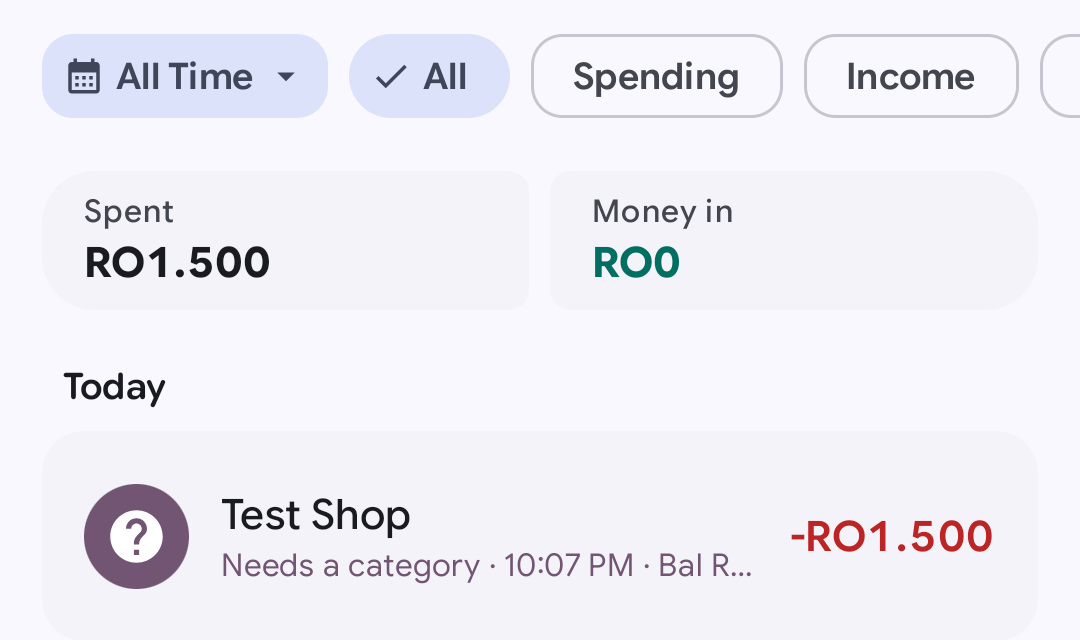 All Time
All
Spending
Income
Spent
RO1.500
Money in
RO0
Today
Test Shop
Needs a category · 10:07 PM · Bal R...
-RO1.500